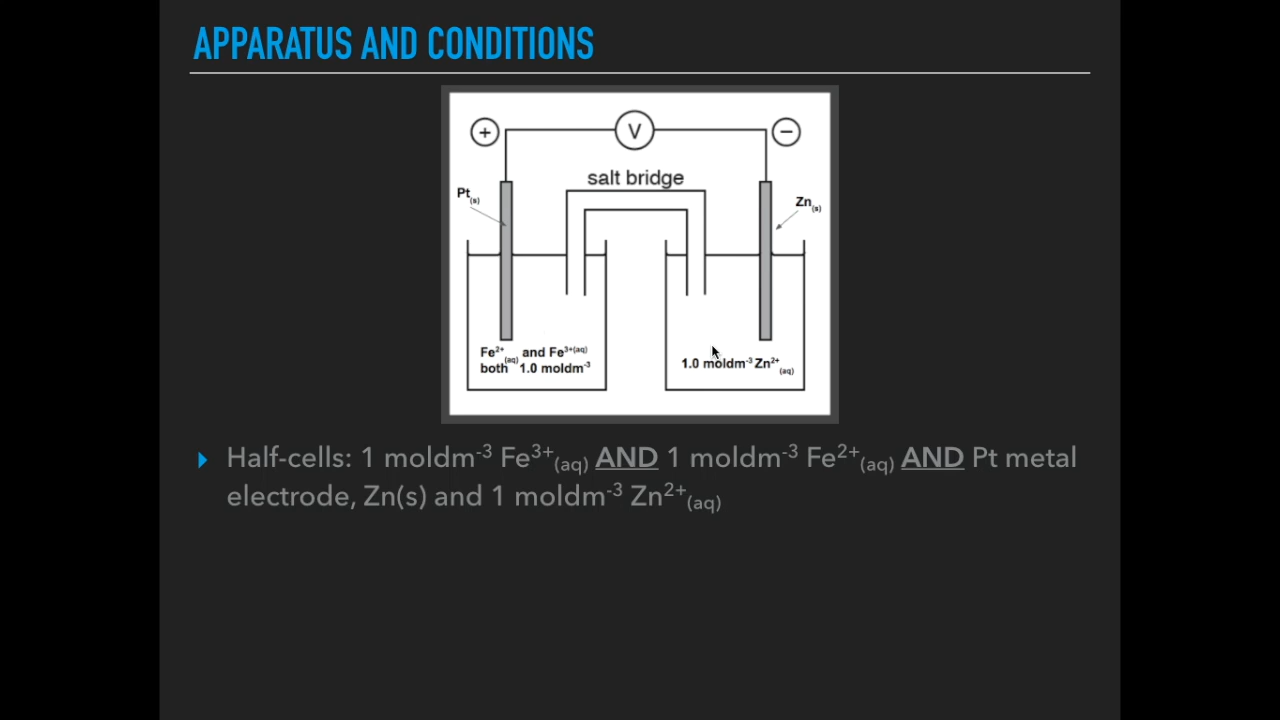 APPARATUS AND CONDITIONS
+ V −
salt bridge
Pt(s)
Zn(s)
Fe²⁺(aq) and Fe³⁺(aq)
both 1.0 moldm⁻³
1.0 moldm⁻³ Zn²⁺(aq)
Half-cells: 1 moldm⁻³ Fe³⁺(aq) AND 1 moldm⁻³ Fe²⁺(aq) AND Pt metal
electrode, Zn(s) and 1 moldm⁻³ Zn²⁺(aq)